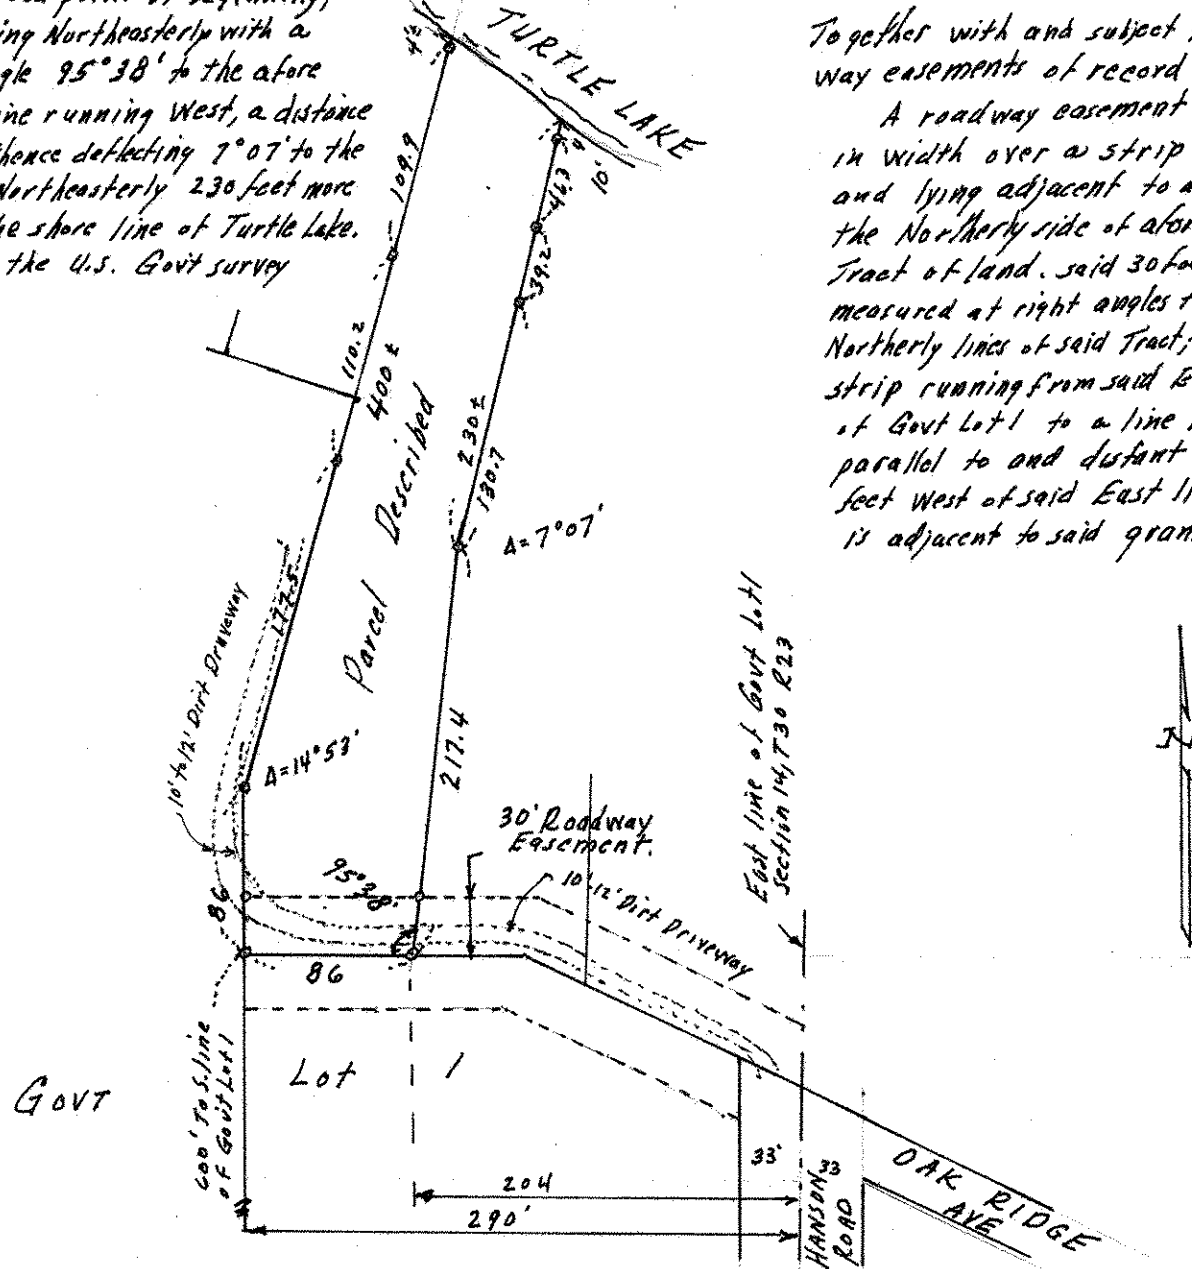 ing Northeasterly with a
gle 95°38' to the afore
ine running West, a distance
hence deflecting 7°07' to the
Northeasterly 230 feet more
he shore line of Turtle Lake.
the U.S. Gov't survey
Together with and subject
way easements of record
A roadway easement
in width over a strip
and lying adjacent to
the Northerly side of
Tract of land. said 30
measured at right angles
Northerly lines of said Tract;
strip running from said
of Govt Lot 1 to a line
parallel to and distant
feet West of said East
is adjacent to said
TURTLE LAKE
4'±
109.9
10'
46.3
39.2
110.2
400 ±
230 ±
130.7
Parcel Described
Δ=7°07'
177.5
10' to 12' Dirt Driveway
Δ=14°53'
217.4
East line of Govt Lot 1
Section 14, T30 R23
30' Roadway
Easement.
95°38'
10'-12' Dirt Driveway
86
86
600' To S. line
of Gov't Lot 1
GOVT Lot 1
33'
33
204
290'
HANSON
ROAD
OAK RIDGE
AVE